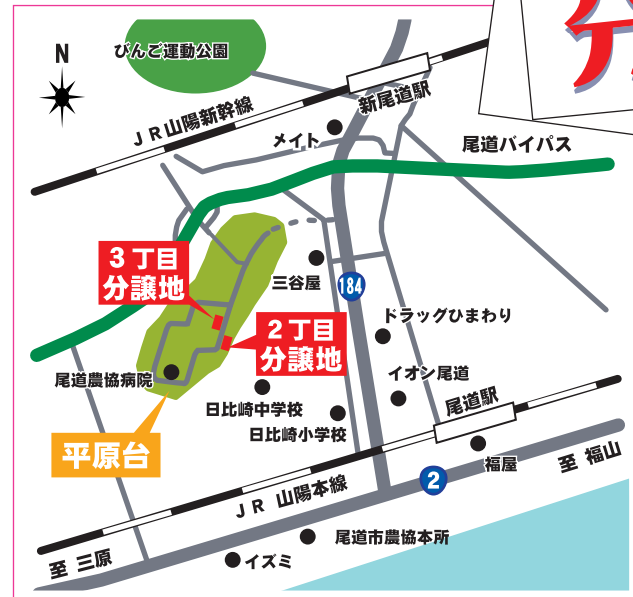 N
びんご運動公園
JR山陽新幹線
新尾道駅
メイト
尾道バイパス
3丁目
分譲地
三谷屋
184
ドラッグひまわり
2丁目
分譲地
尾道農協病院
イオン尾道
日比崎中学校
尾道駅
日比崎小学校
平原台
福屋
至 福山
2
JR 山陽本線
尾道市農協本所
至 三原
イズミ